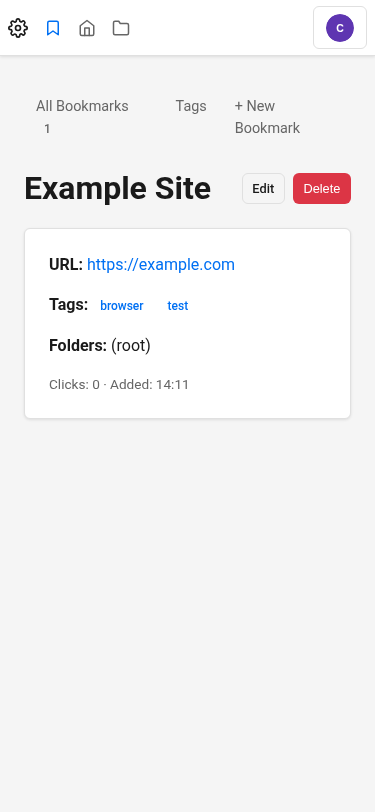 C
All Bookmarks
1
Tags
+ New
Bookmark
Example Site
Edit
Delete
URL: https://example.com
Tags: browser test
Folders: (root)
Clicks: 0 · Added: 14:11